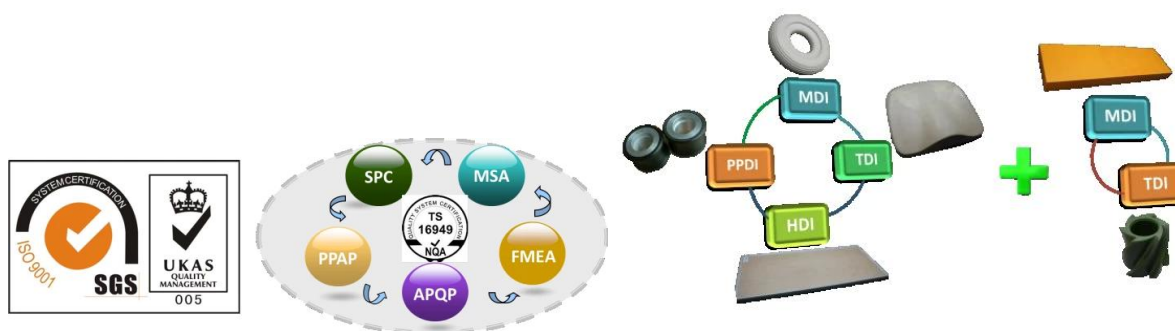 SYSTEM CERTIFICATION
ISO 9001
SGS
UKAS
QUALITY
MANAGEMENT
005
SPC
MSA
PPAP
FMEA
APQP
QUALITY SYSTEM CERTIFICATION
TS
16949
NQA
MDI
PPDI
TDI
HDI
MDI
TDI